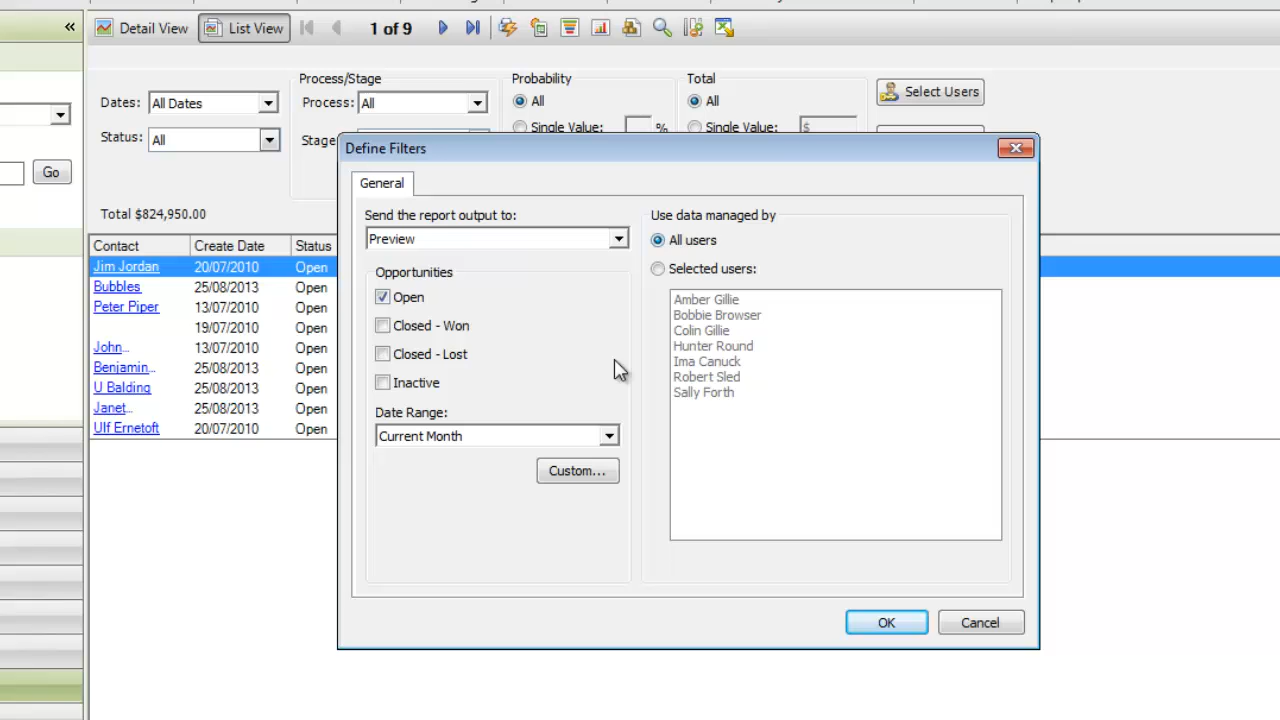 Detail View List View 1 of 9
Process/Stage Probability Total
Dates: All Dates Process: All All All Select Users
Single Value: % Single Value: $
Status: All Stage
Go
Total $824,950.00
Contact Create Date Status
Jim Jordan 20/07/2010 Open
Bubbles 25/08/2013 Open
Peter Piper 13/07/2010 Open
19/07/2010 Open
John... 13/07/2010 Open
Benjamin... 25/08/2013 Open
U Balding 25/08/2013 Open
Janet... 25/08/2013 Open
Ulf Ernetoft 20/07/2010 Open
Define Filters
General
Send the report output to:
Preview
Opportunities
Open
Closed - Won
Closed - Lost
Inactive
Date Range:
Current Month
Custom...
Use data managed by
All users
Selected users:
Amber Gillie
Bobbie Browser
Colin Gillie
Hunter Round
Ima Canuck
Robert Sled
Sally Forth
OK Cancel